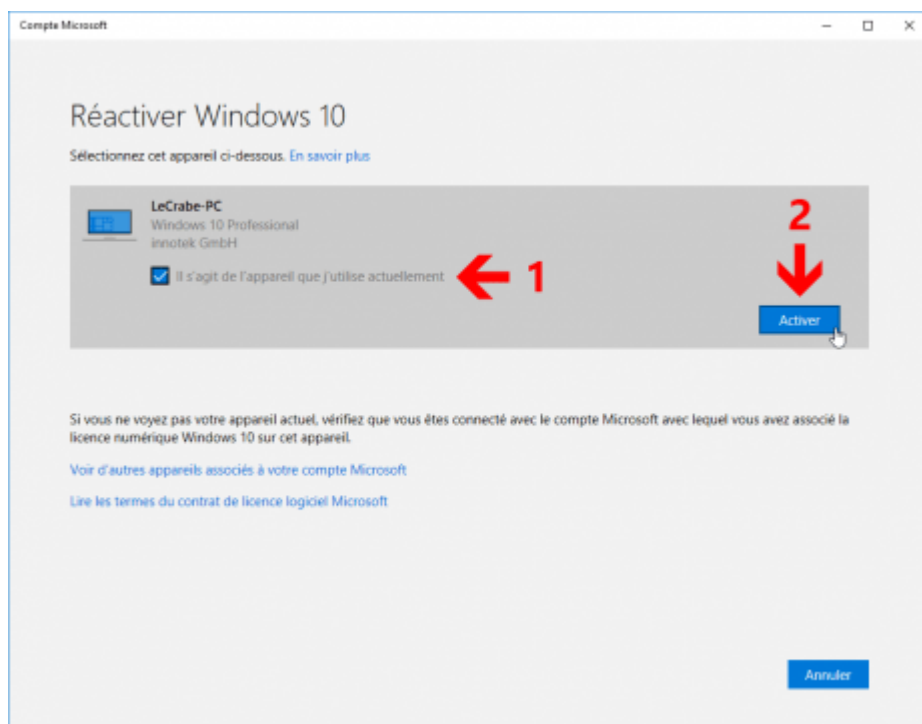 Compte Microsoft
Réactiver Windows 10
Sélectionnez cet appareil ci-dessous. En savoir plus
LeCrabe-PC
Windows 10 Professional
innotek GmbH
Il s'agit de l'appareil que j'utilise actuellement
1
2
Activer
Si vous ne voyez pas votre appareil actuel, vérifiez que vous êtes connecté avec le compte Microsoft avec lequel vous avez associé la
licence numérique Windows 10 sur cet appareil.
Voir d'autres appareils associés à votre compte Microsoft
Lire les termes du contrat de licence logiciel Microsoft
Annuler